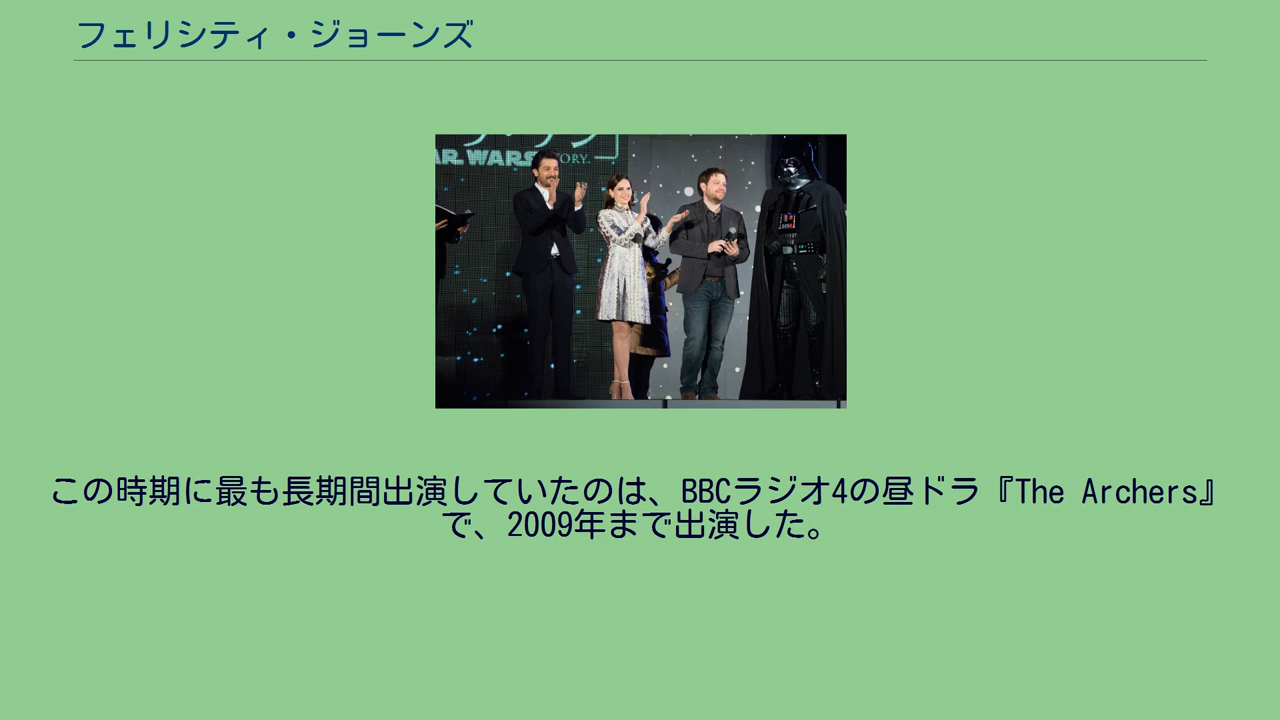 フェリシティ・ジョーンズ
AR WARS
ORY.
この時期に最も長期間出演していたのは、BBCラジオ4の昼ドラ『The Archers』
で、2009年まで出演した。